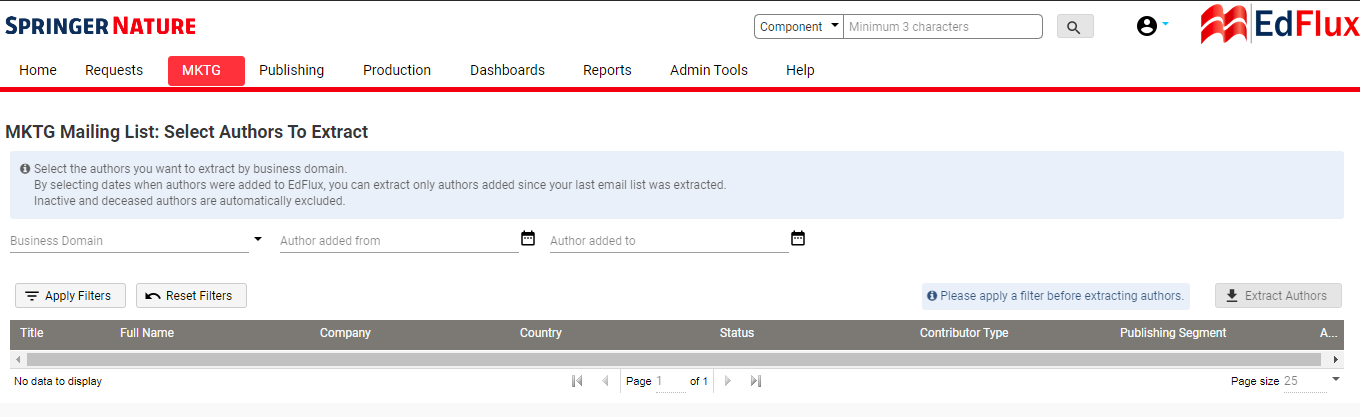 SPRINGER NATURE
Component
Minimum 3 characters
EdFlux
Home Requests MKTG Publishing Production Dashboards Reports Admin Tools Help
MKTG Mailing List: Select Authors To Extract
Select the authors you want to extract by business domain.
By selecting dates when authors were added to EdFlux, you can extract only authors added since your last email list was extracted.
Inactive and deceased authors are automatically excluded.
Business Domain Author added from Author added to
Apply Filters Reset Filters Please apply a filter before extracting authors. Extract Authors
Title Full Name Company Country Status Contributor Type Publishing Segment A...
No data to display Page 1 of 1 Page size 25